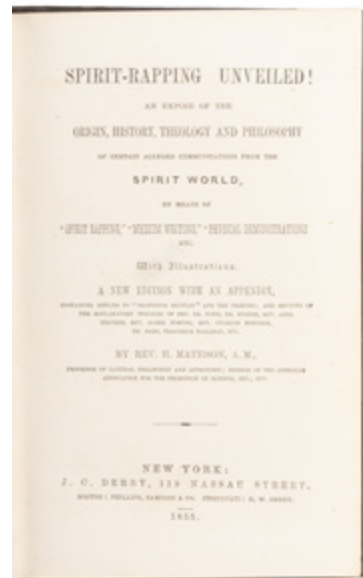 SPIRIT-RAPPING UNVEILED!
AN EXPOSE OF THE
ORIGIN, HISTORY, THEOLOGY AND PHILOSOPHY
OF CERTAIN ALLEGED COMMUNICATIONS FROM THE
SPIRIT WORLD,
BY MEANS OF
"SPIRIT RAPPING," "MEDIUM WRITING," "PHYSICAL DEMONSTRATIONS,"
ETC.
With Illustrations.
A NEW EDITION WITH AN APPENDIX,
BY REV. H. MATTISON, A.M.,
NEW YORK:
J. C. DERBY, 119 NASSAU STREET,
BOSTON: PHILLIPS, SAMPSON & CO. CINCINNATI: H. W. DERBY.
1855.